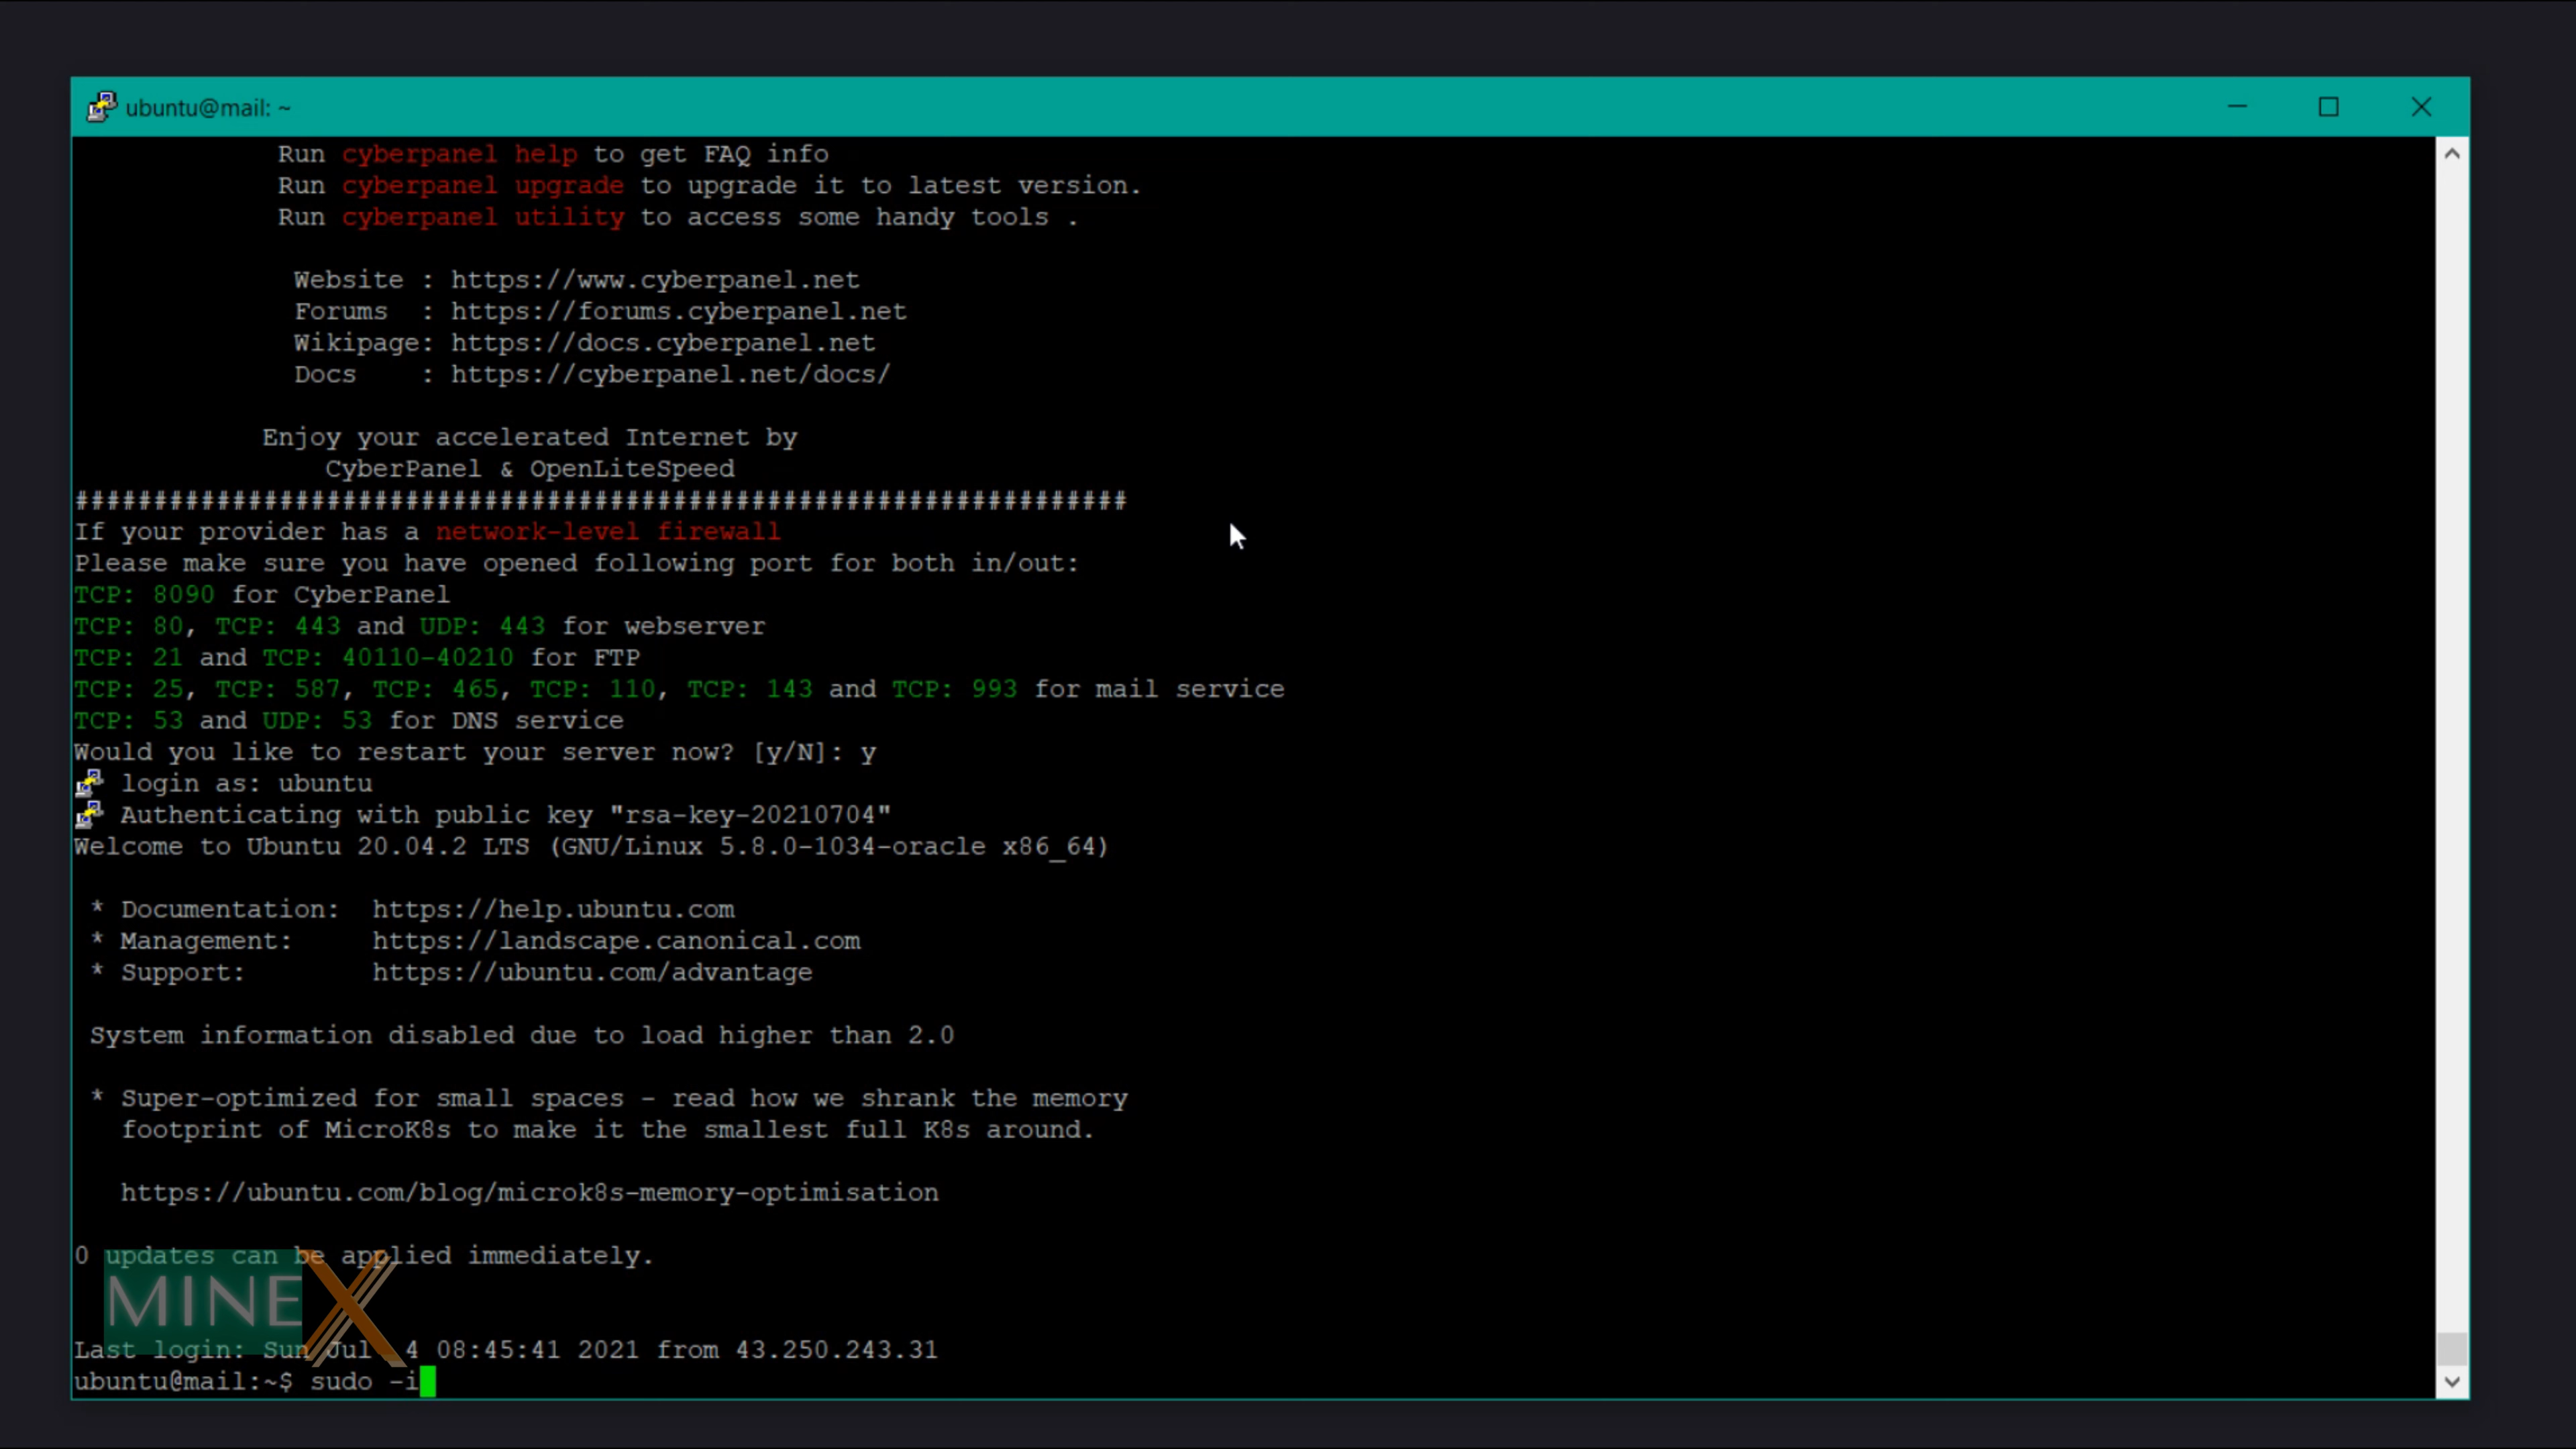 ubuntu@mail: ~
Run cyberpanel help to get FAQ info
Run cyberpanel upgrade to upgrade it to latest version.
Run cyberpanel utility to access some handy tools .
Website : https://www.cyberpanel.net
Forums : https://forums.cyberpanel.net
Wikipage: https://docs.cyberpanel.net
Docs : https://cyberpanel.net/docs/
Enjoy your accelerated Internet by
CyberPanel & OpenLiteSpeed
###################################################################
If your provider has a network-level firewall
Please make sure you have opened following port for both in/out:
TCP: 8090 for CyberPanel
TCP: 80, TCP: 443 and UDP: 443 for webserver
TCP: 21 and TCP: 40110-40210 for FTP
TCP: 25, TCP: 587, TCP: 465, TCP: 110, TCP: 143 and TCP: 993 for mail service
TCP: 53 and UDP: 53 for DNS service
Would you like to restart your server now? [y/N]: y
login as: ubuntu
Authenticating with public key "rsa-key-20210704"
Welcome to Ubuntu 20.04.2 LTS (GNU/Linux 5.8.0-1034-oracle x86_64)
* Documentation: https://help.ubuntu.com
* Management: https://landscape.canonical.com
* Support: https://ubuntu.com/advantage
System information disabled due to load higher than 2.0
* Super-optimized for small spaces - read how we shrank the memory
footprint of MicroK8s to make it the smallest full K8s around.
https://ubuntu.com/blog/microk8s-memory-optimisation
0 updates can be applied immediately.
MINEX
Last login: Sun Jul 4 08:45:41 2021 from 43.250.243.31
ubuntu@mail:~$ sudo -i